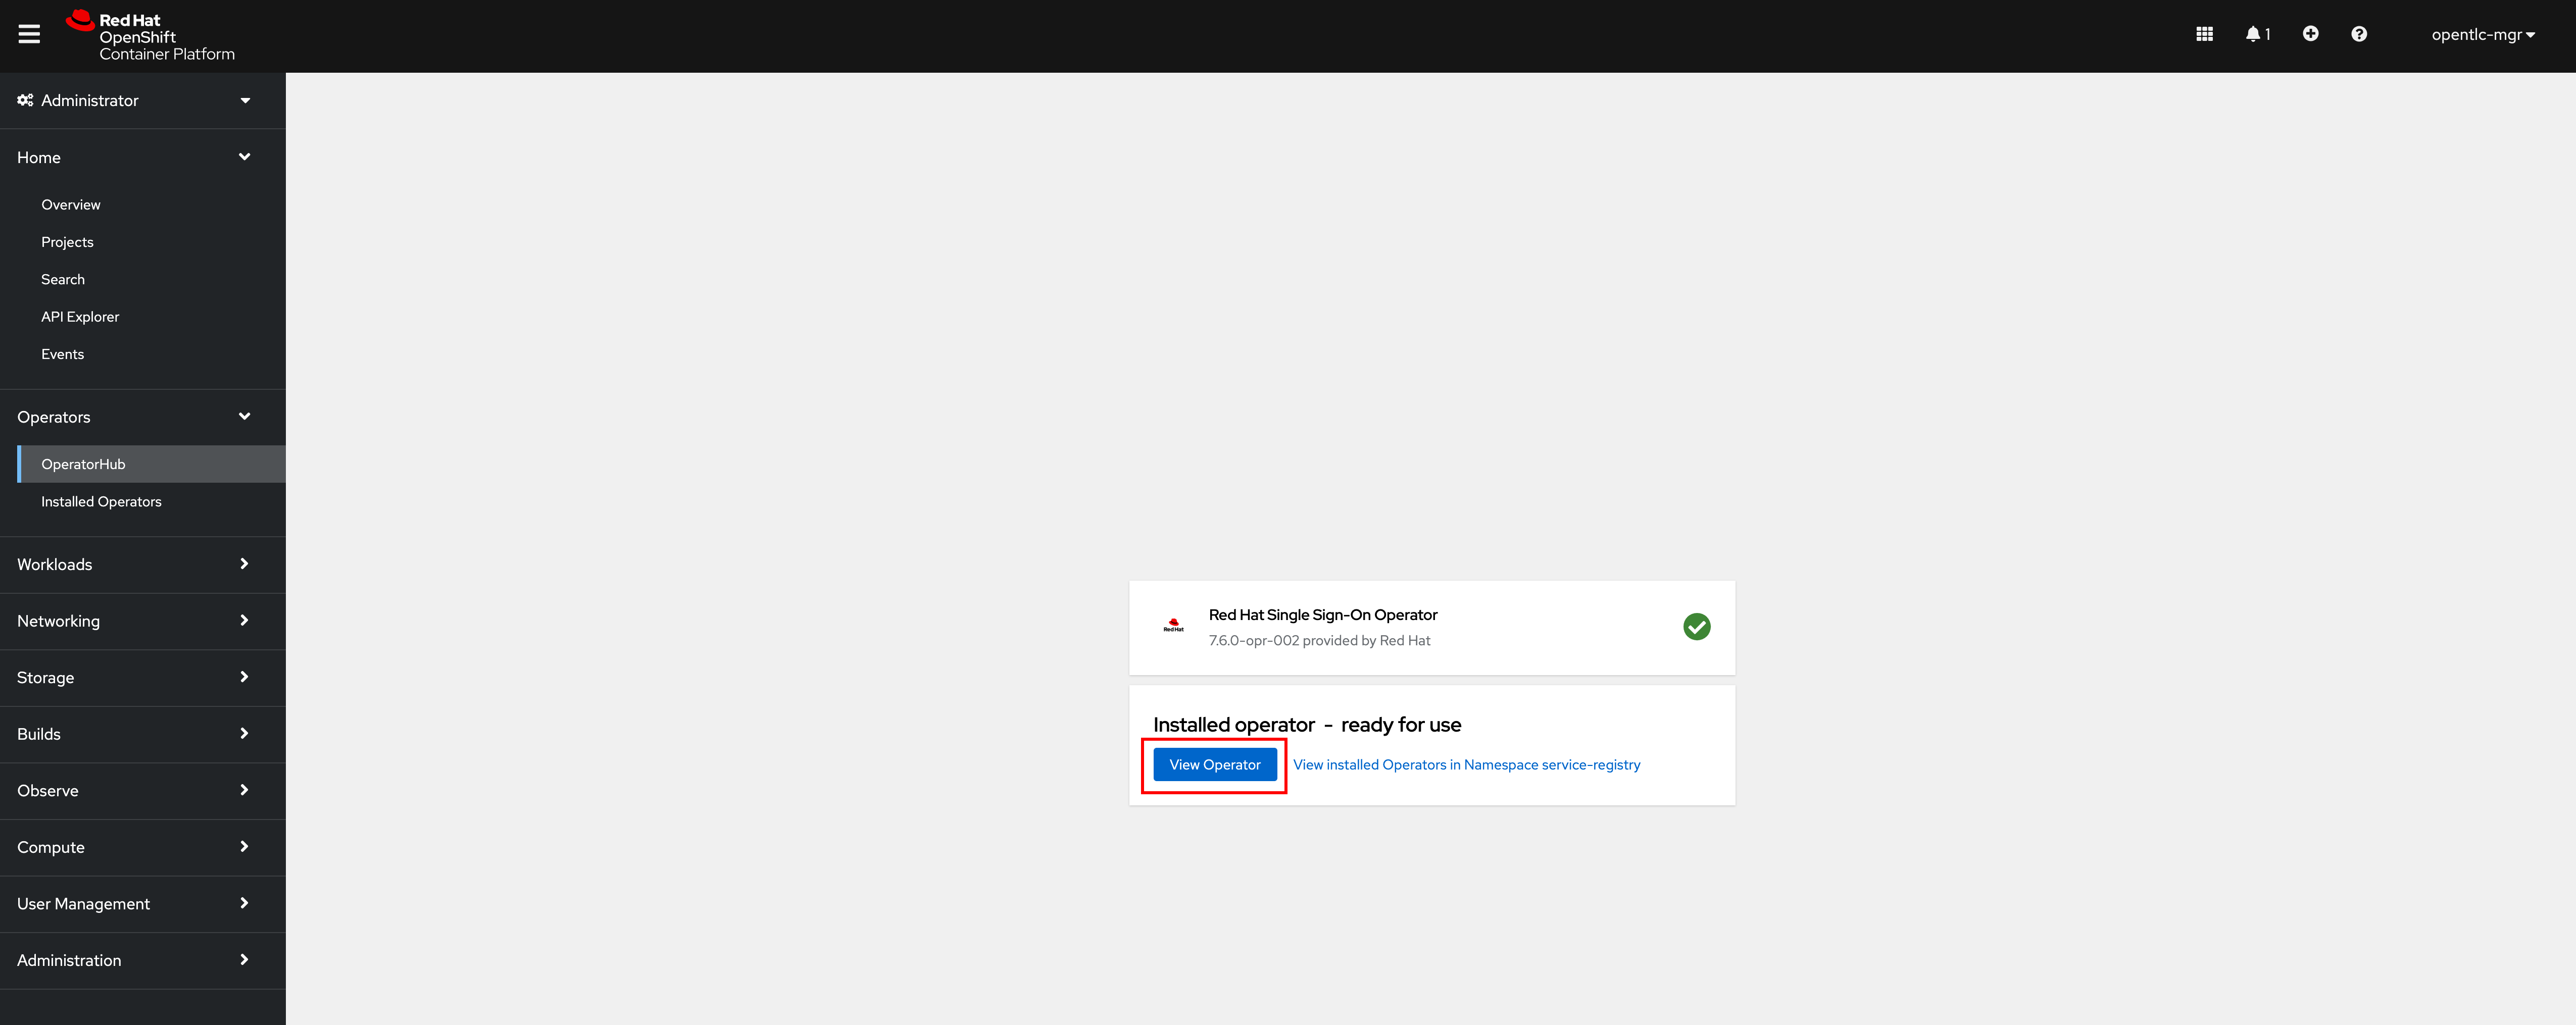 Red Hat
OpenShift
Container Platform
1
opentlc-mgr
Administrator
Home
Overview
Projects
Search
API Explorer
Events
Operators
OperatorHub
Installed Operators
Workloads
Networking
Storage
Builds
Observe
Compute
User Management
Administration
Red Hat
Red Hat Single Sign-On Operator
7.6.0-opr-002 provided by Red Hat
Installed operator - ready for use
View Operator
View installed Operators in Namespace service-registry